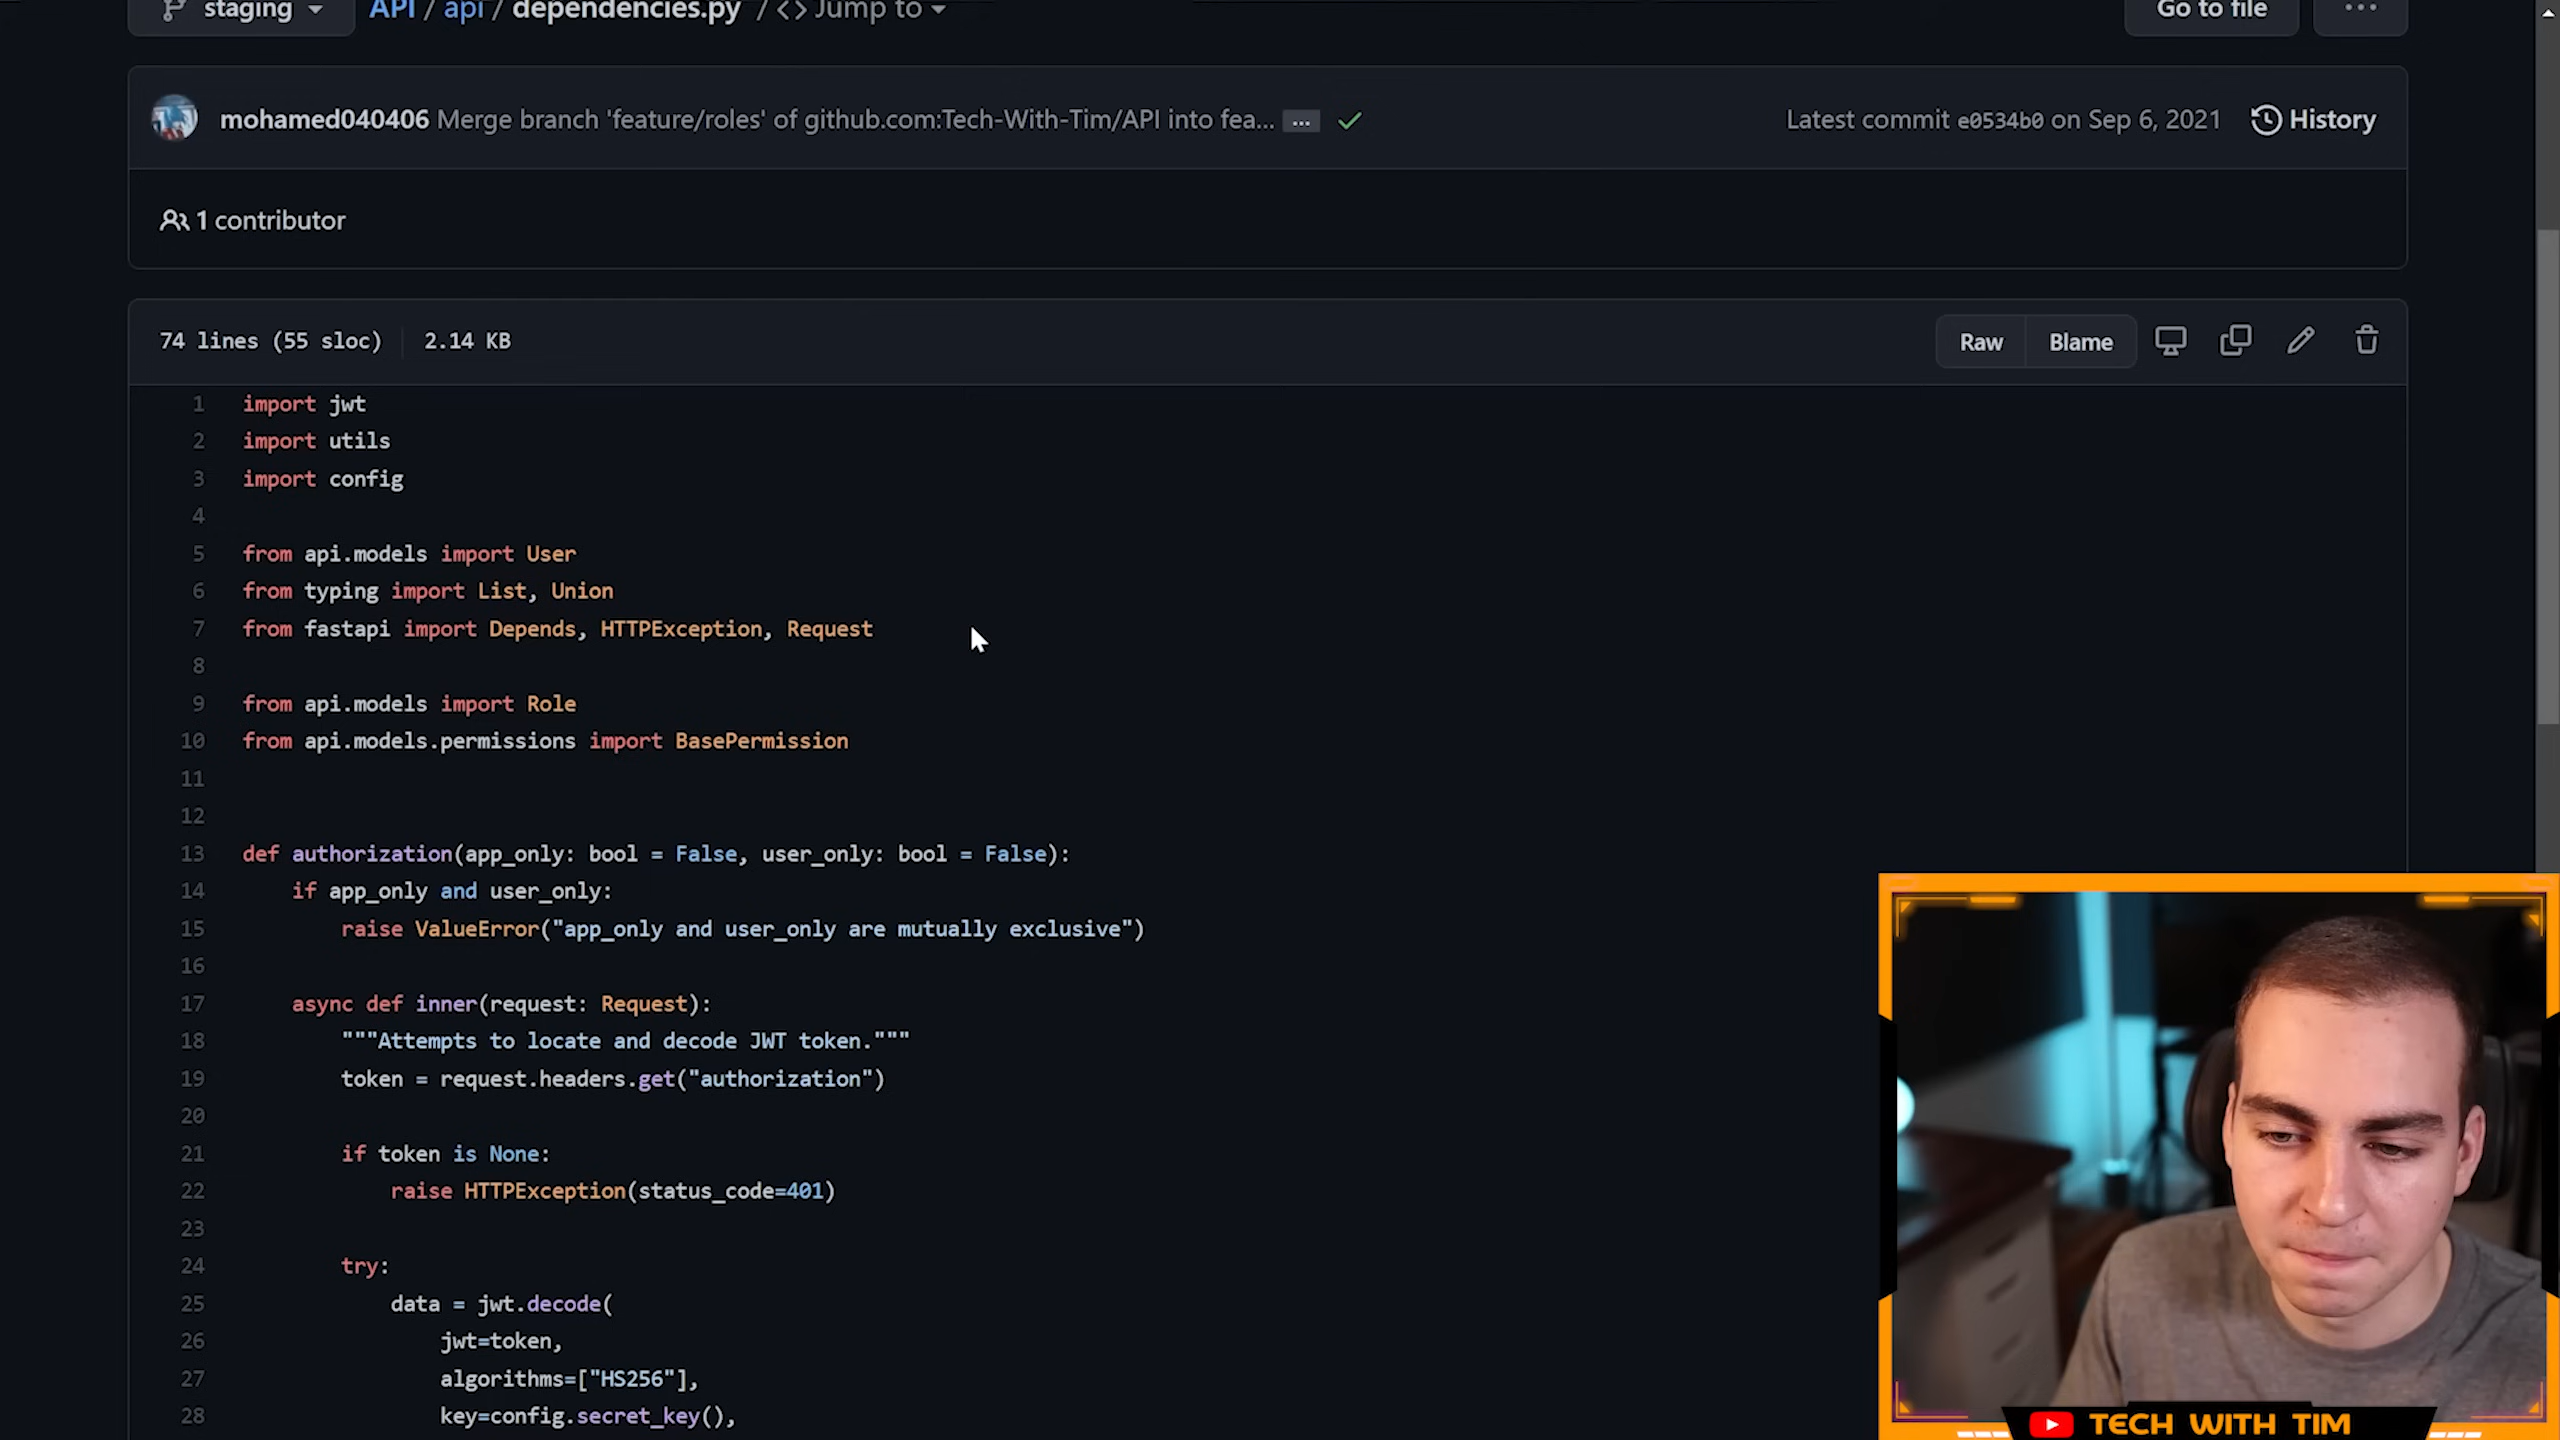 staging API / api / dependencies.py / <> Jump to Go to file ...
mohamed040406 Merge branch 'feature/roles' of github.com:Tech-With-Tim/API into fea... ... Latest commit e0534b0 on Sep 6, 2021 History
1 contributor
74 lines (55 sloc) 2.14 KB Raw Blame
1 import jwt
2 import utils
3 import config
4
5 from api.models import User
6 from typing import List, Union
7 from fastapi import Depends, HTTPException, Request
8
9 from api.models import Role
10 from api.models.permissions import BasePermission
11
12
13 def authorization(app_only: bool = False, user_only: bool = False):
14 if app_only and user_only:
15 raise ValueError("app_only and user_only are mutually exclusive")
16
17 async def inner(request: Request):
18 """Attempts to locate and decode JWT token."""
19 token = request.headers.get("authorization")
20
21 if token is None:
22 raise HTTPException(status_code=401)
23
24 try:
25 data = jwt.decode(
26 jwt=token,
27 algorithms=["HS256"],
28 key=config.secret_key(),
TECH WITH TIM